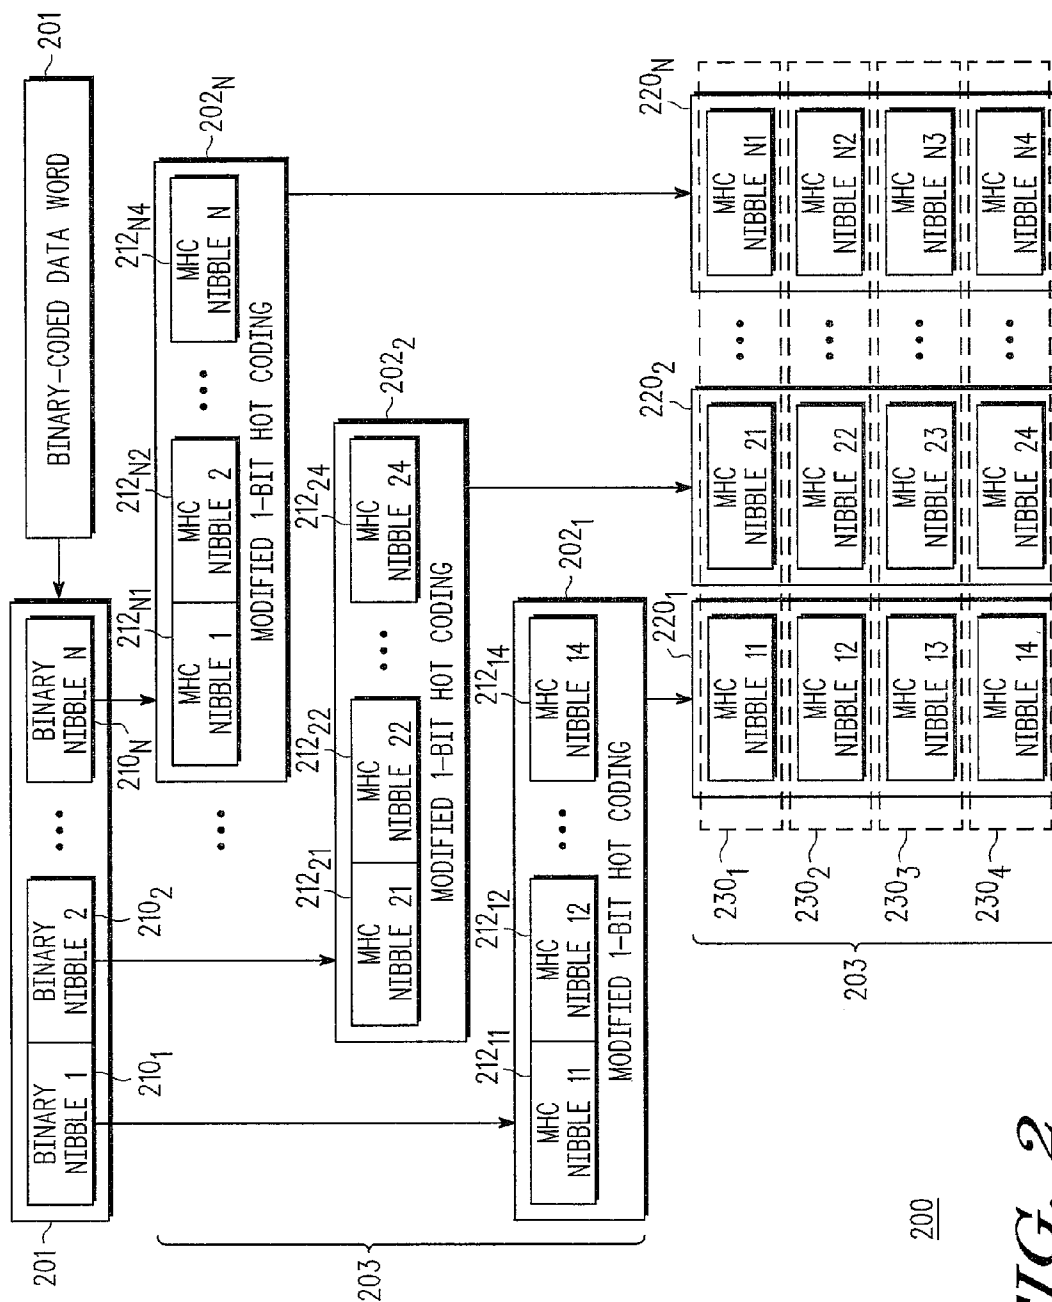 201
BINARY-CODED DATA WORD
201
BINARY
NIBBLE 1
BINARY
NIBBLE 2
•••
BINARY
NIBBLE N
210₁
210₂
210N
212N1
212N2
212N4
202N
MHC
NIBBLE 1
MHC
NIBBLE 2
•••
MHC
NIBBLE N
MODIFIED 1-BIT HOT CODING
•••
212₂₁
212₂₂
212₂₄
202₂
MHC
NIBBLE 21
MHC
NIBBLE 22
•••
MHC
NIBBLE 24
MODIFIED 1-BIT HOT CODING
212₁₁
212₁₂
212₁₄
202₁
MHC
NIBBLE 11
MHC
NIBBLE 12
•••
MHC
NIBBLE 14
MODIFIED 1-BIT HOT CODING
203
220₁
220₂
220N
230₁
MHC
NIBBLE 11
MHC
NIBBLE 21
•••
MHC
NIBBLE N1
230₂
MHC
NIBBLE 12
MHC
NIBBLE 22
•••
MHC
NIBBLE N2
230₃
MHC
NIBBLE 13
MHC
NIBBLE 23
•••
MHC
NIBBLE N3
230₄
MHC
NIBBLE 14
MHC
NIBBLE 24
•••
MHC
NIBBLE N4
203
200
FIG. 2